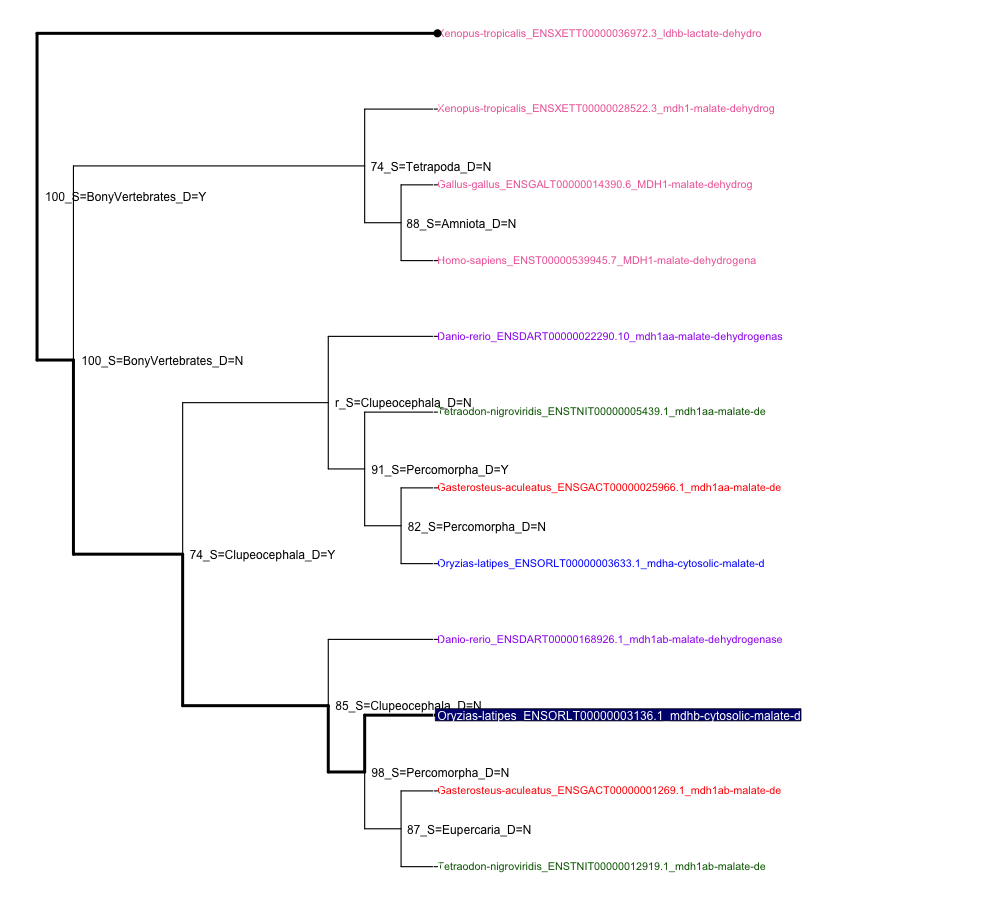 Xenopus-tropicalis_ENSXETT00000036972.3_ldhb-lactate-dehydro
Xenopus-tropicalis_ENSXETT00000028522.3_mdh1-malate-dehydrog
74_S=Tetrapoda_D=N
Gallus-gallus_ENSGALT00000014390.6_MDH1-malate-dehydrog
100_S=BonyVertebrates_D=Y
88_S=Amniota_D=N
Homo-sapiens_ENST00000539945.7_MDH1-malate-dehydrogena
Danio-rerio_ENSDART00000022290.10_mdh1aa-malate-dehydrogenas
100_S=BonyVertebrates_D=N
r_S=Clupeocephala_D=N
Tetraodon-nigroviridis_ENSTNIT00000005439.1_mdh1aa-malate-de
91_S=Percomorpha_D=Y
Gasterosteus-aculeatus_ENSGACT00000025966.1_mdh1aa-malate-de
82_S=Percomorpha_D=N
74_S=Clupeocephala_D=Y
Oryzias-latipes_ENSORLT00000003633.1_mdha-cytosolic-malate-d
Danio-rerio_ENSDART00000168926.1_mdh1ab-malate-dehydrogenase
85_S=Clupeocephala_D=N
Oryzias-latipes_ENSORLT00000003136.1_mdhb-cytosolic-malate-d
98_S=Percomorpha_D=N
Gasterosteus-aculeatus_ENSGACT00000001269.1_mdh1ab-malate-de
87_S=Eupercaria_D=N
Tetraodon-nigroviridis_ENSTNIT00000012919.1_mdh1ab-malate-de